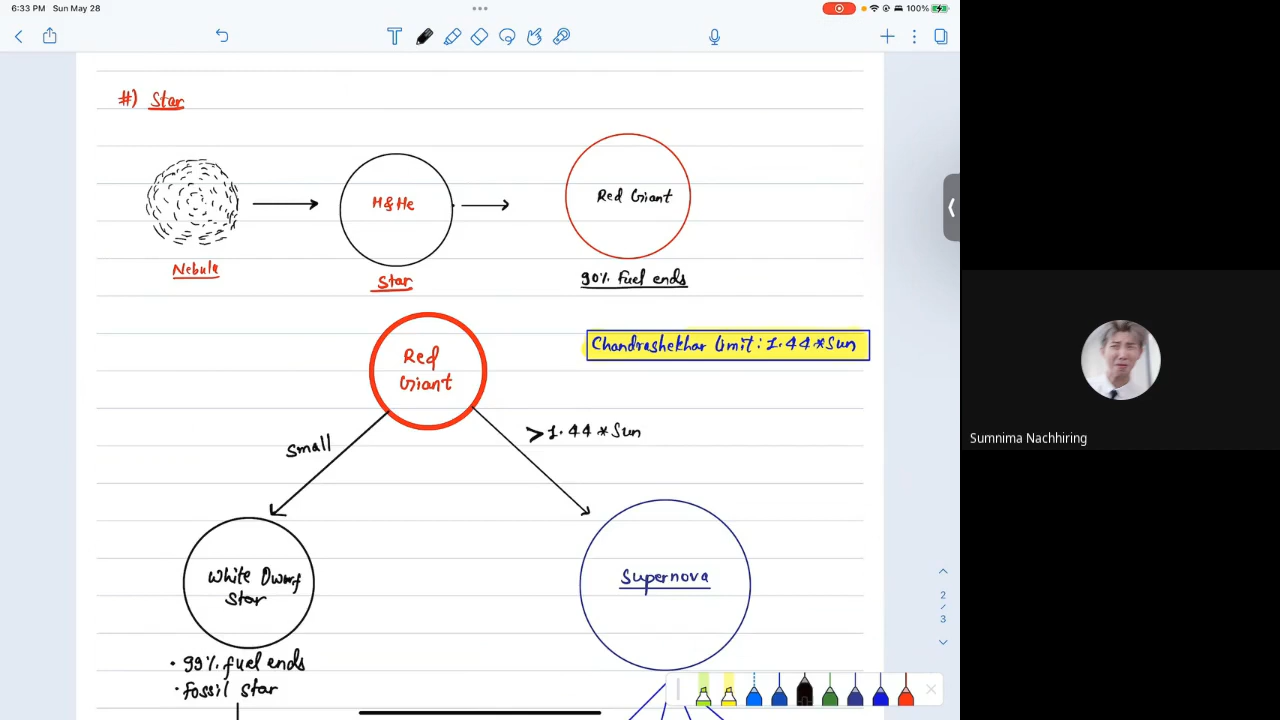 6:33 PM Sun May 28
100%
#) Star
H&He
Red Giant
Nebula
Star
90% fuel ends
Chandrashekhar limit: 1.44*Sun
Red
Giant
small
>1.44*Sun
White Dwarf
Star
Supernova
• 99% fuel ends
• Fossil star
2
/
3
Sumnima Nachhiring